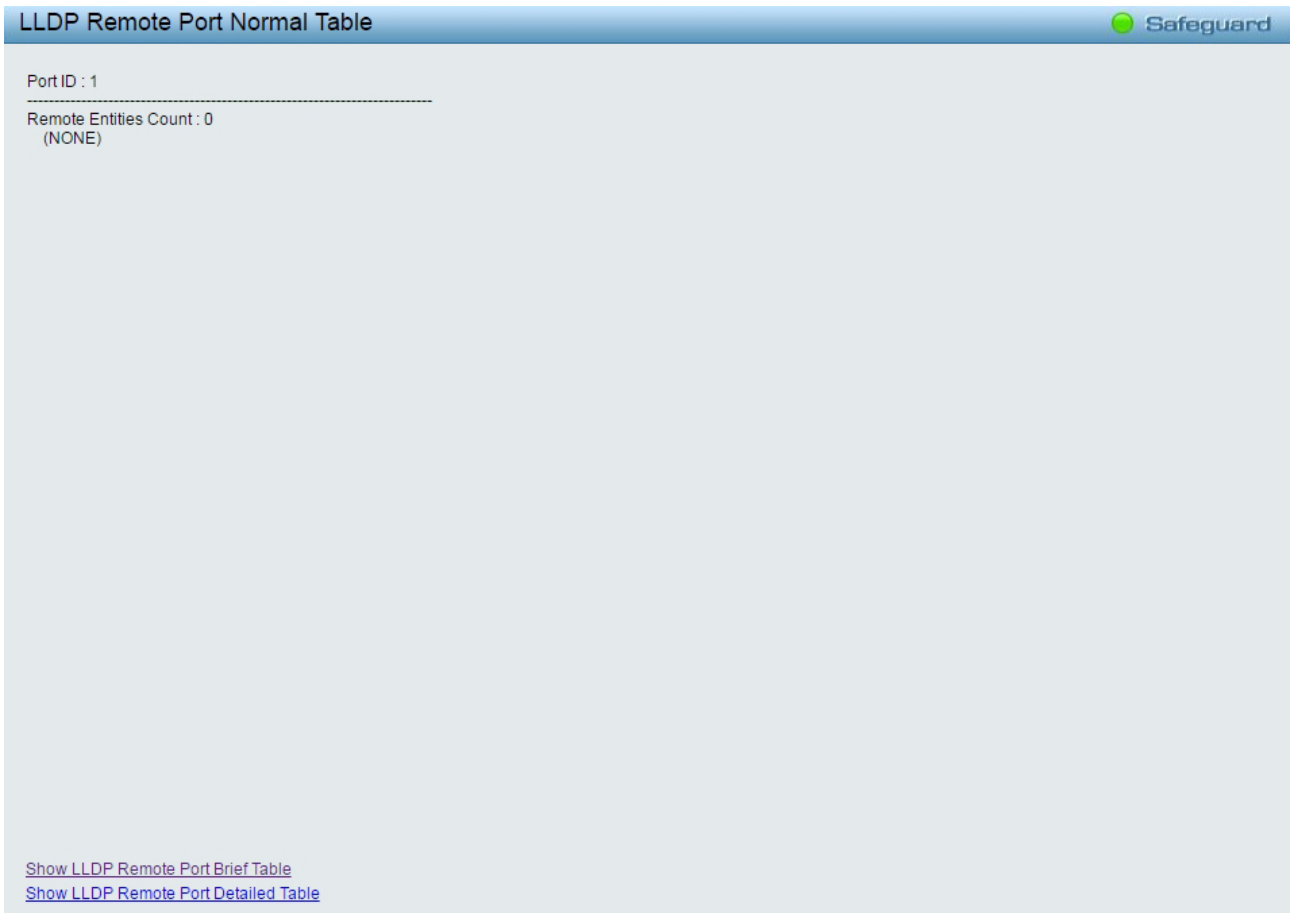 LLDP Remote Port Normal Table
Safeguard
Port ID : 1
--------------------------------------------------------------------------
Remote Entities Count : 0
(NONE)
Show LLDP Remote Port Brief Table
Show LLDP Remote Port Detailed Table